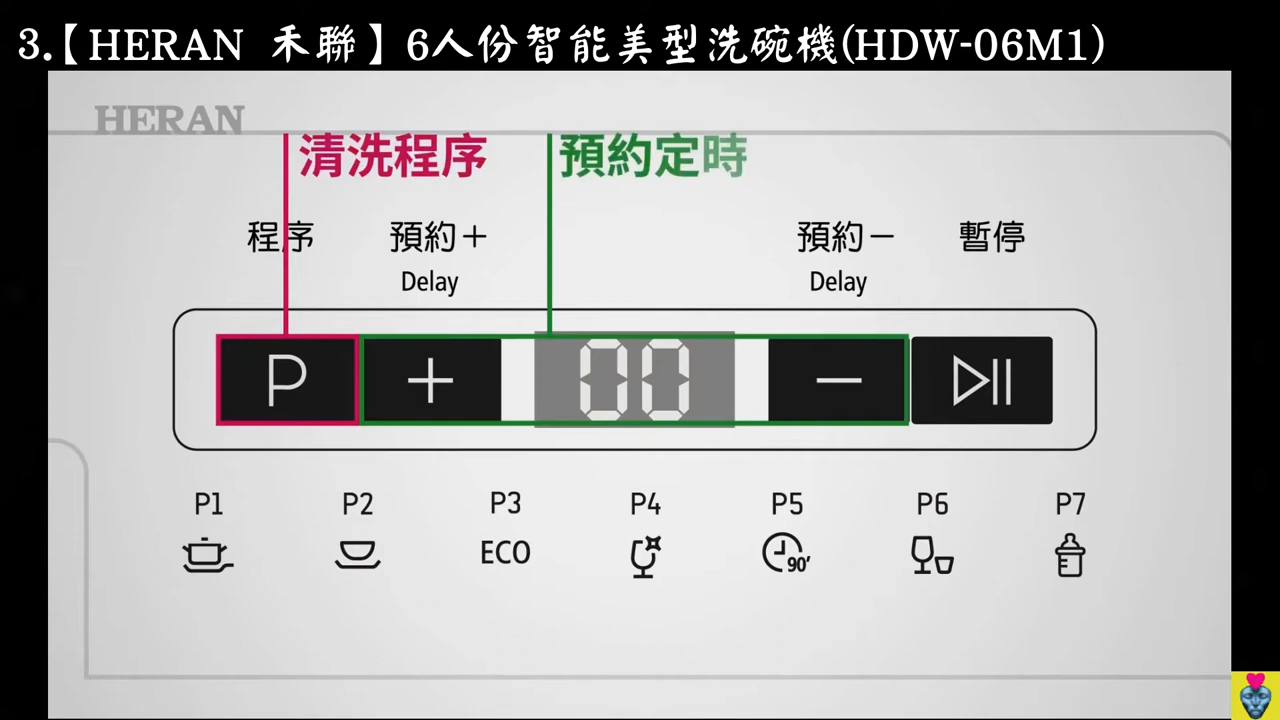 3.【HERAN 禾聯】6人份智能美型洗碗機(HDW-06M1)
HERAN
清洗程序 預約定時
程序 預約＋ 預約－ 暫停
Delay Delay
P + 00 －
P1 P2 P3 P4 P5 P6 P7
ECO 90'